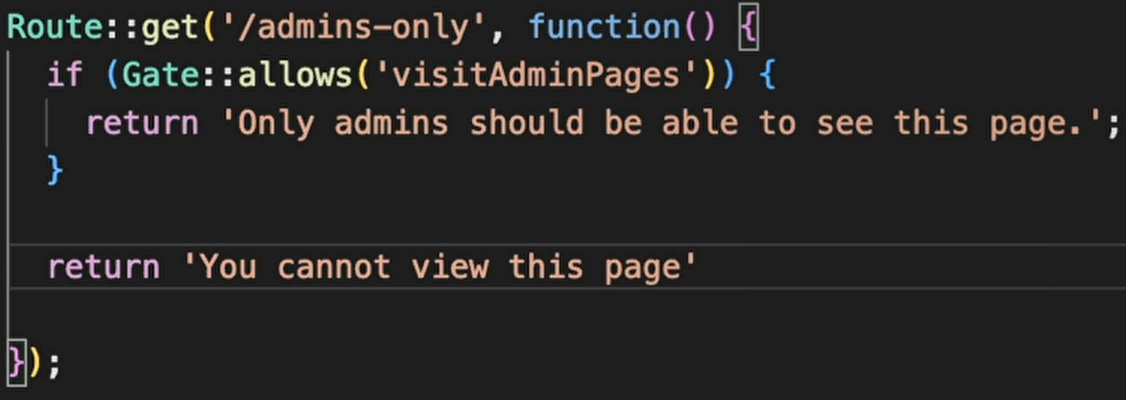 Route::get('/admins-only', function() {
if (Gate::allows('visitAdminPages')) {
return 'Only admins should be able to see this page.';
}
return 'You cannot view this page'
});